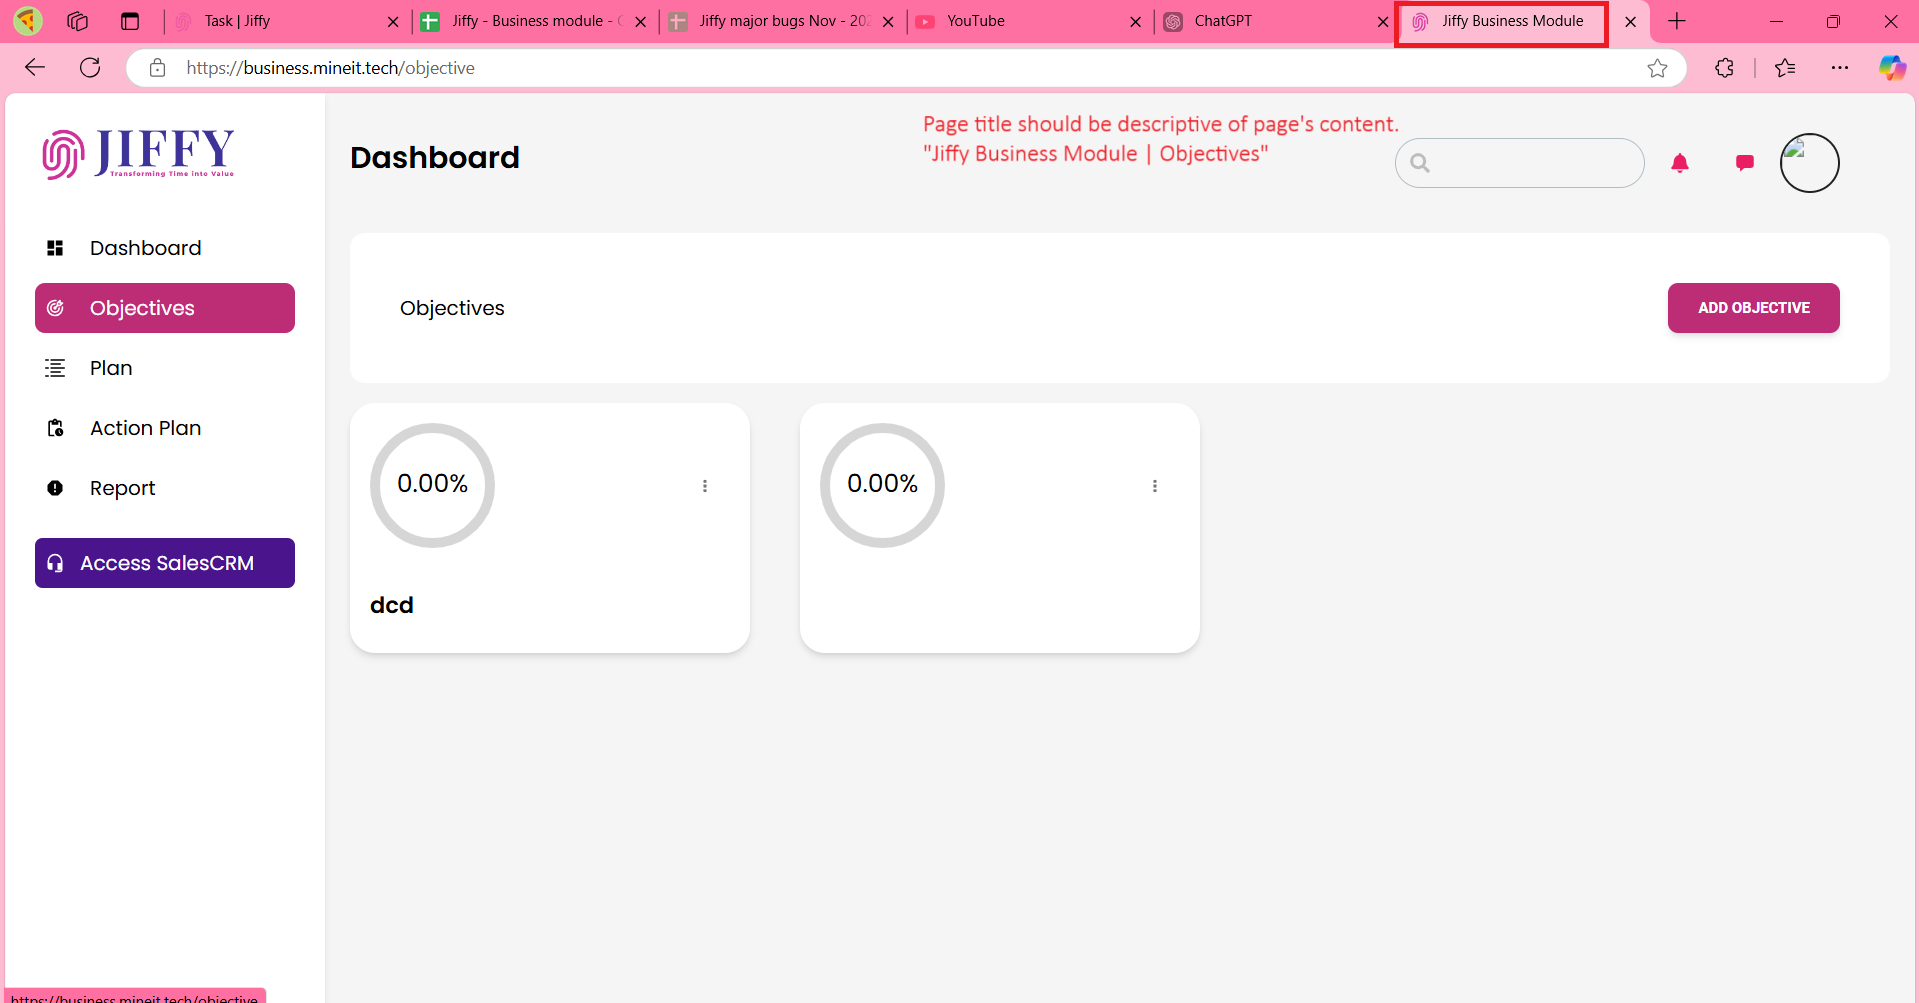 Task | Jiffy
Jiffy - Business module -
Jiffy major bugs Nov - 202
YouTube
ChatGPT
Jiffy Business Module
https://business.mineit.tech/objective
JIFFY
Transforming Time into Value
Dashboard
Page title should be descriptive of page's content.
"Jiffy Business Module | Objectives"
Dashboard
Objectives
Plan
Action Plan
Report
Access SalesCRM
Objectives
ADD OBJECTIVE
0.00%
dcd
0.00%
https://business.mineit.tech/objective